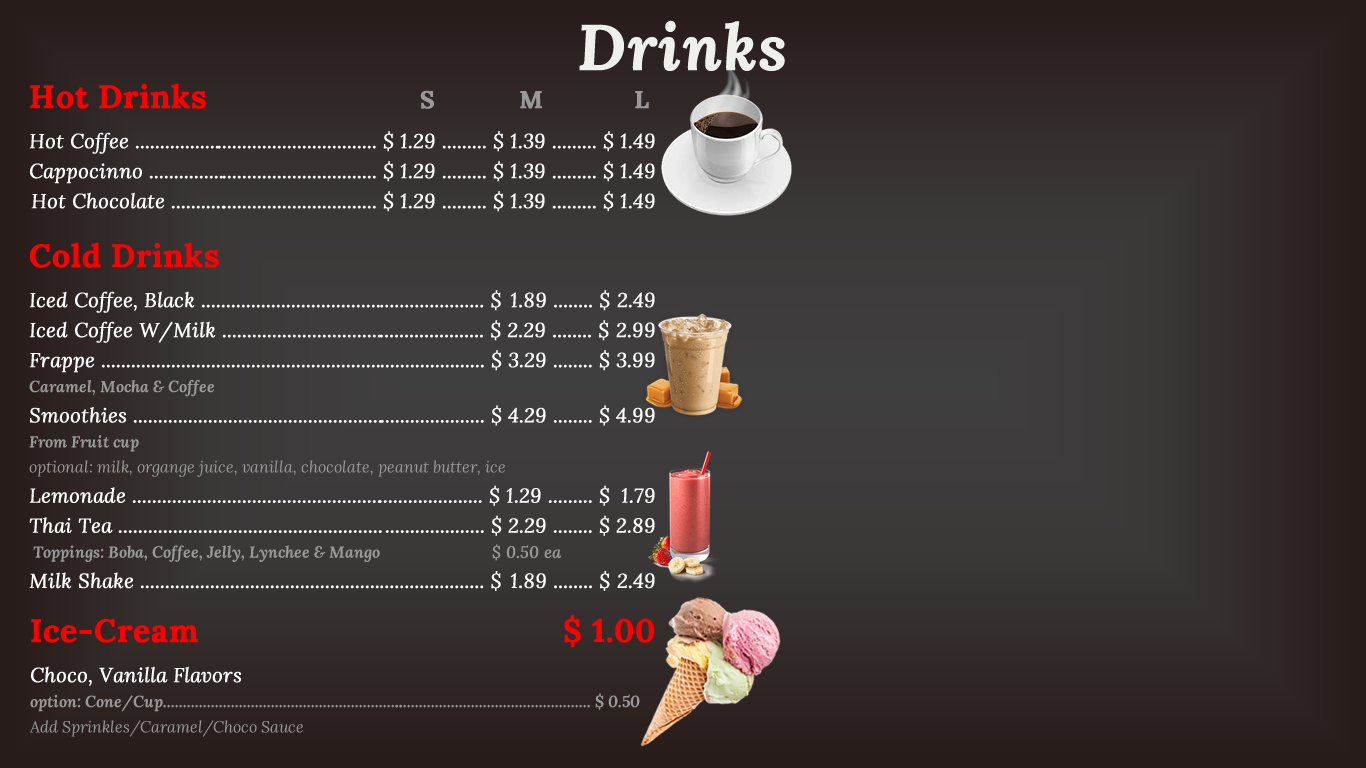 Drinks
Hot Drinks S M L
Hot Coffee ........ $ 1.29 ......... $ 1.39 ......... $ 1.49
Cappocinno ........ $ 1.29 ......... $ 1.39 ......... $ 1.49
Hot Chocolate ........ $ 1.29 ......... $ 1.39 ......... $ 1.49
Cold Drinks
Iced Coffee, Black ........ $ 1.89 ........ $ 2.49
Iced Coffee W/Milk ........ $ 2.29 ........ $ 2.99
Frappe ........ $ 3.29 ........ $ 3.99
Caramel, Mocha & Coffee
Smoothies ........ $ 4.29 ........ $ 4.99
From Fruit cup
optional: milk, organge juice, vanilla, chocolate, peanut butter, ice
Lemonade ........ $ 1.29 ......... $ 1.79
Thai Tea ........ $ 2.29 ........ $ 2.89
Toppings: Boba, Coffee, Jelly, Lynchee & Mango $ 0.50 ea
Milk Shake ........ $ 1.89 ........ $ 2.49
Ice-Cream $ 1.00
Choco, Vanilla Flavors
option: Cone/Cup........ $ 0.50
Add Sprinkles/Caramel/Choco Sauce